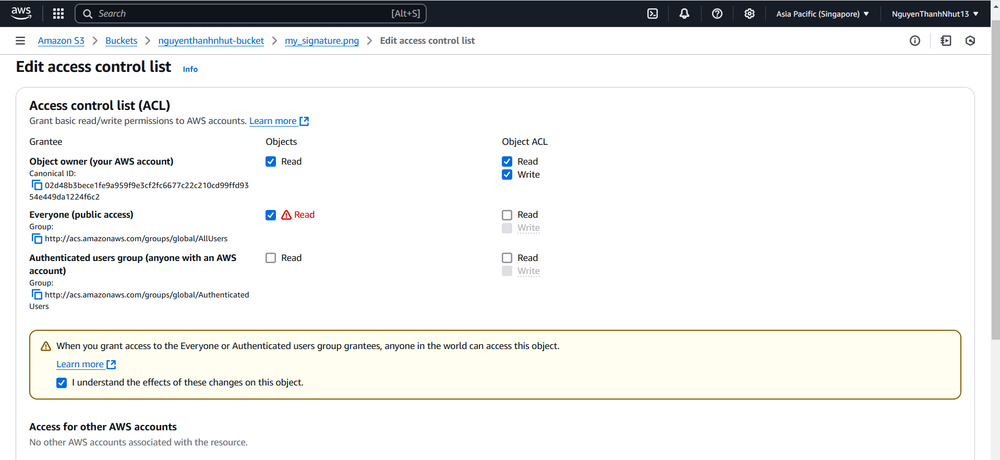 aws
Search [Alt+S]
Asia Pacific (Singapore)
NguyenThanhNhut13
Amazon S3 > Buckets > nguyenthanhnhut-bucket > my_signature.png > Edit access control list
Edit access control list Info
Access control list (ACL)
Grant basic read/write permissions to AWS accounts. Learn more
Grantee Objects Object ACL
Object owner (your AWS account) Read Read
Canonical ID: Write
02d48b3bece1fe9a959f9e3cf2fc6677c22c210cd99ffd93
54e449da1224f6c2
Everyone (public access) Read Read
Group: Write
http://acs.amazonaws.com/groups/global/AllUsers
Authenticated users group (anyone with an AWS Read Read
account) Write
Group:
http://acs.amazonaws.com/groups/global/Authenticated
Users
When you grant access to the Everyone or Authenticated users group grantees, anyone in the world can access this object.
Learn more
I understand the effects of these changes on this object.
Access for other AWS accounts
No other AWS accounts associated with the resource.